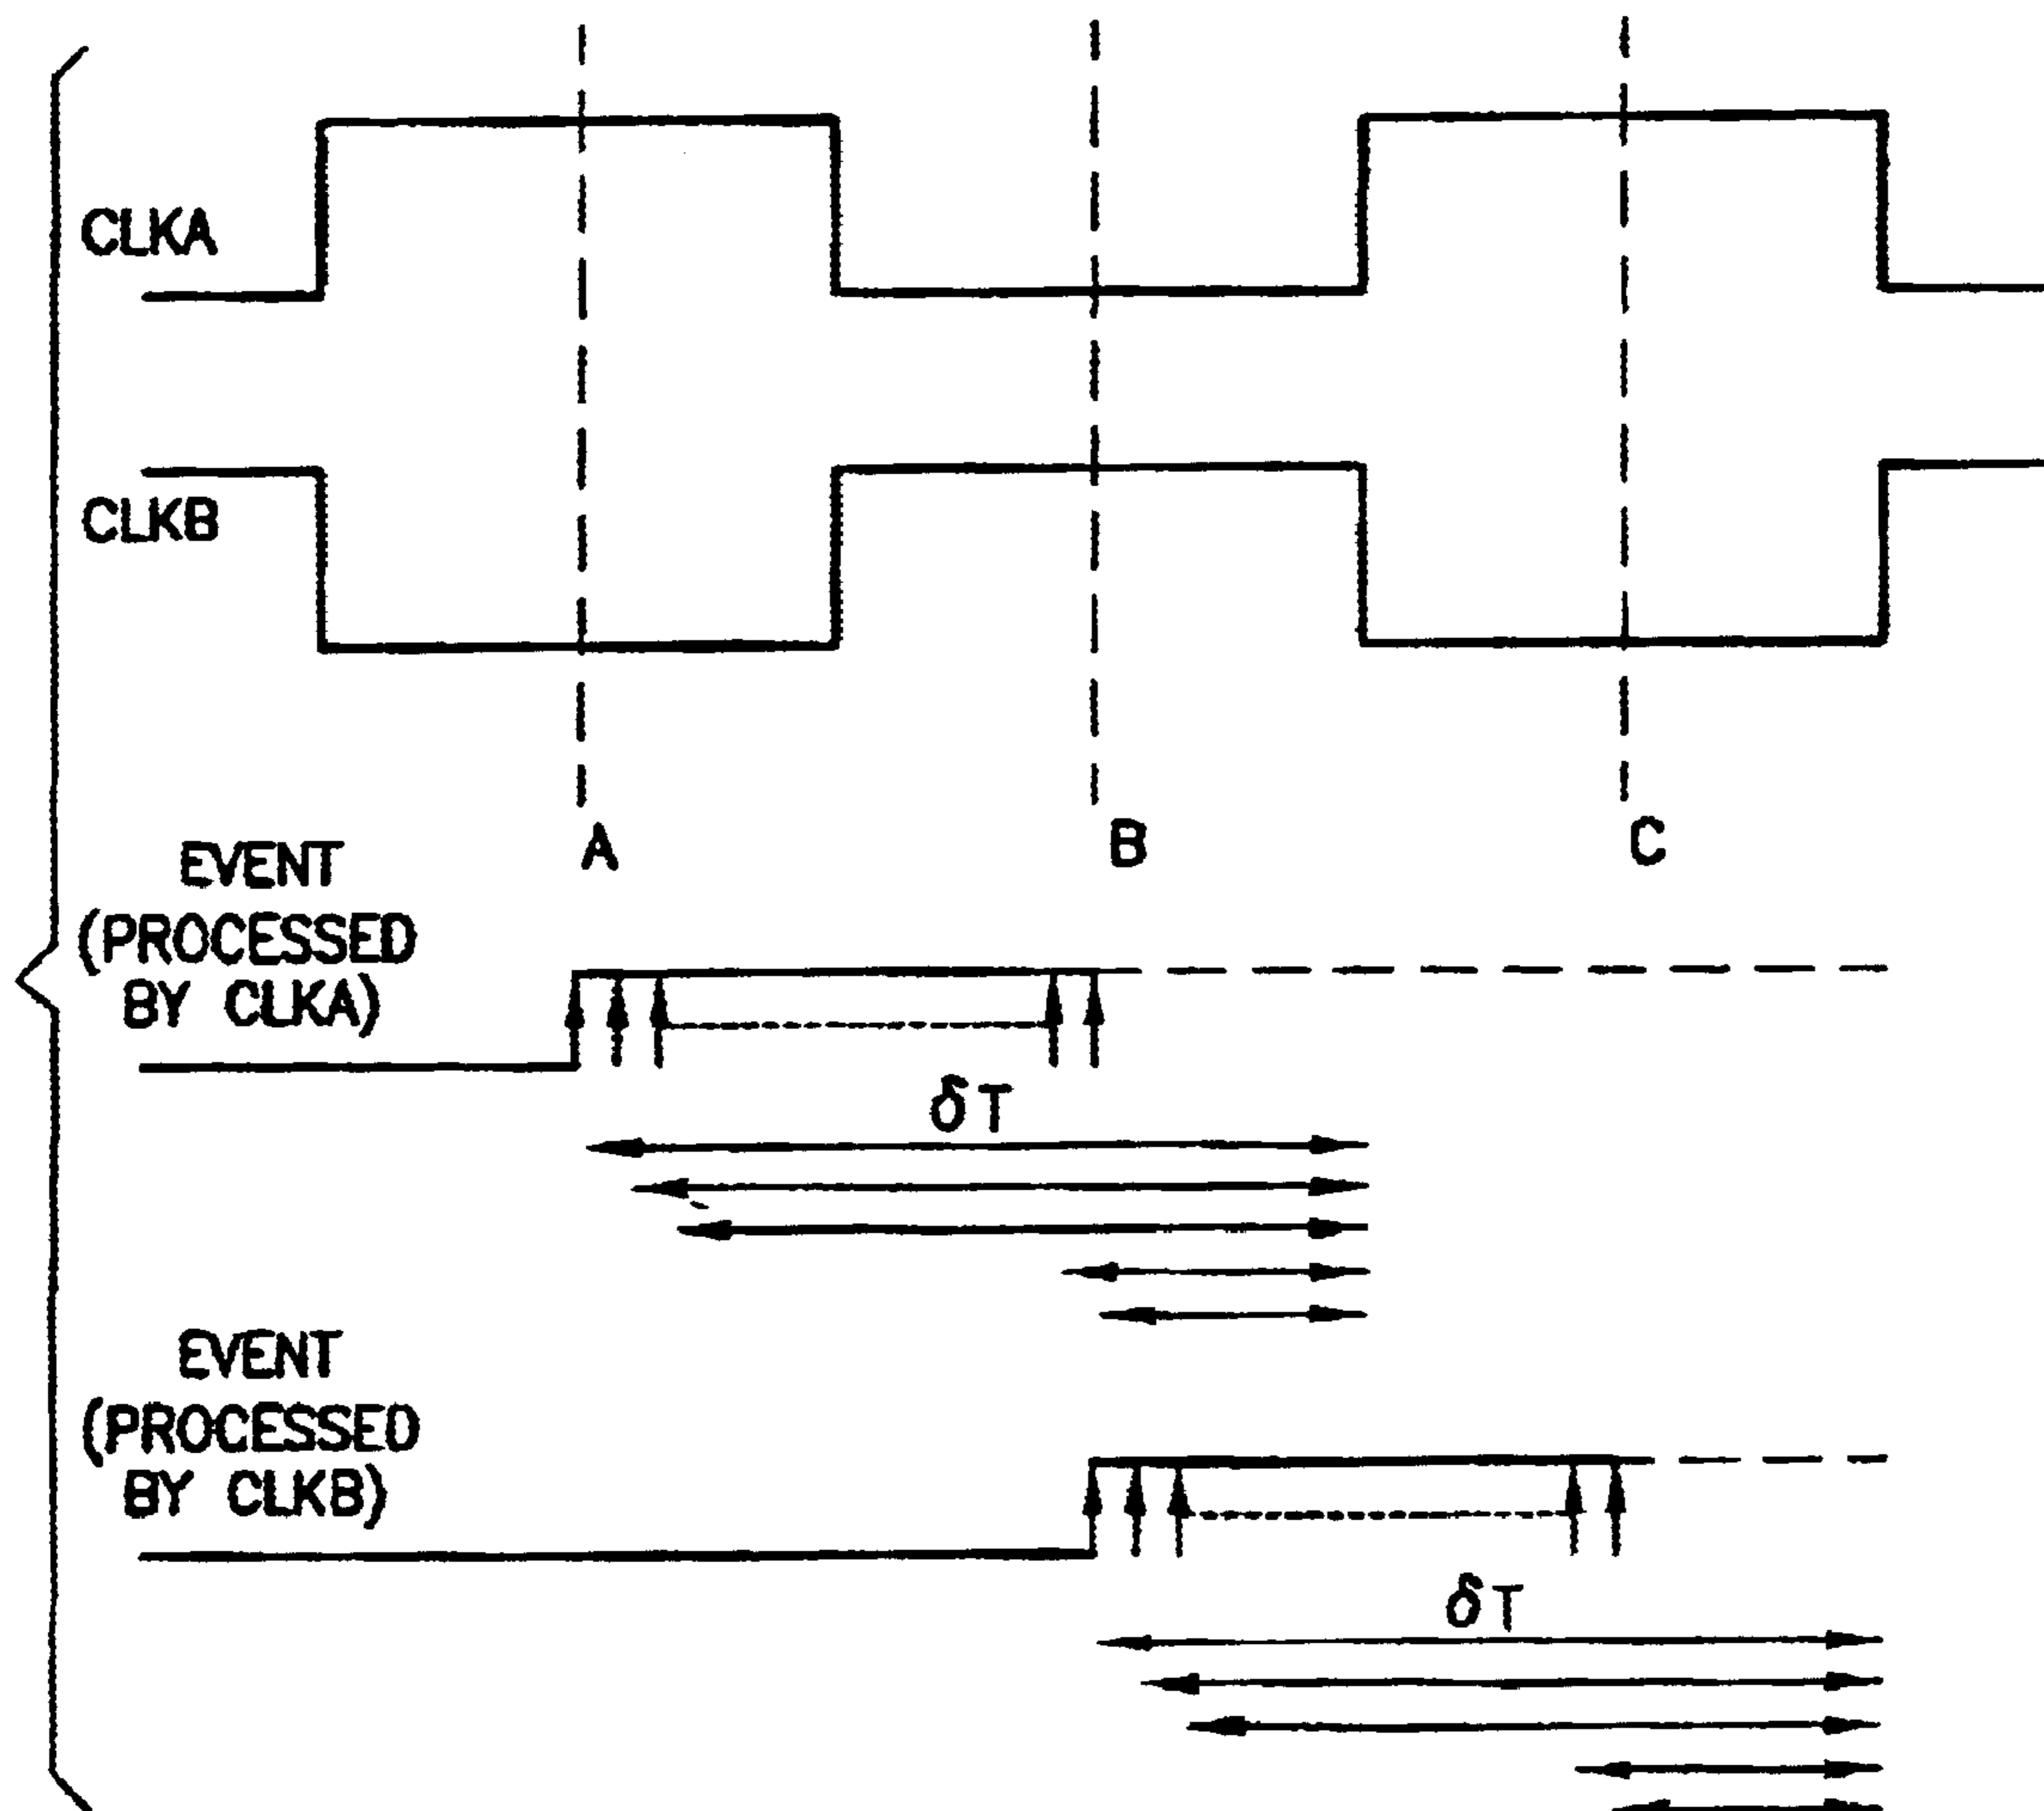 CLKA
CLKB
A
B
C
EVENT
(PROCESSED
BY CLKA)
δT
EVENT
(PROCESSED
BY CLKB)
δT